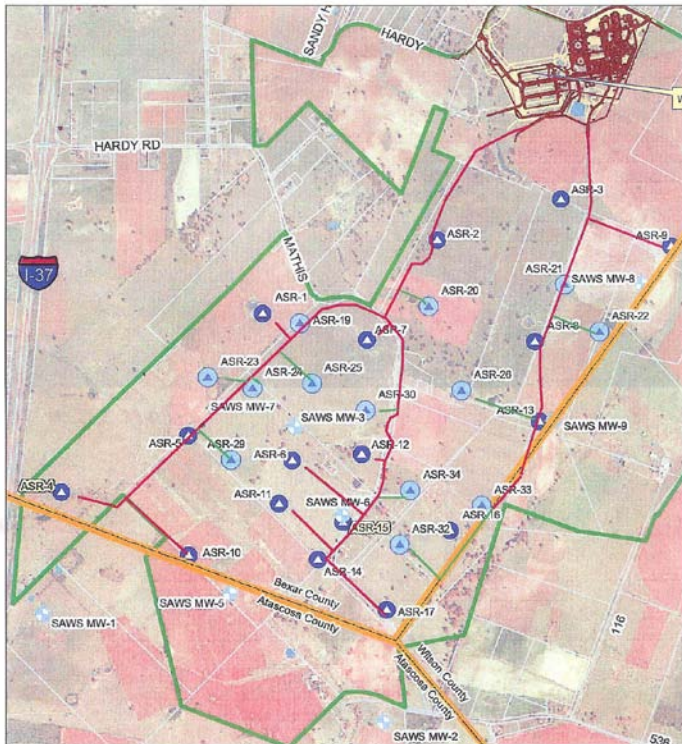 SANDY H
HARDY
W
HARDY RD
ASR-3
MATHIS
ASR-2
ASR-9
I-37
ASR-21
SAWS MW-8
ASR-1
ASR-20
ASR-19
ASR-7
ASR-8
ASR-22
ASR-23
ASR-24
ASR-25
ASR-26
SAWS MW-7
ASR-30
SAWS MW-3
ASR-13
SAWS MW-9
ASR-5
ASR-29
ASR-6
ASR-12
ASR-4
ASR-11
SAWS MW-6
ASR-34
ASR-33
ASR-15
ASR-32
ASR-16
ASR-10
ASR-14
Bexar County
Atascosa County
SAWS MW-5
ASR-17
SAWS MW-1
116
Wilson County
Atascosa County
SAWS MW-2
536